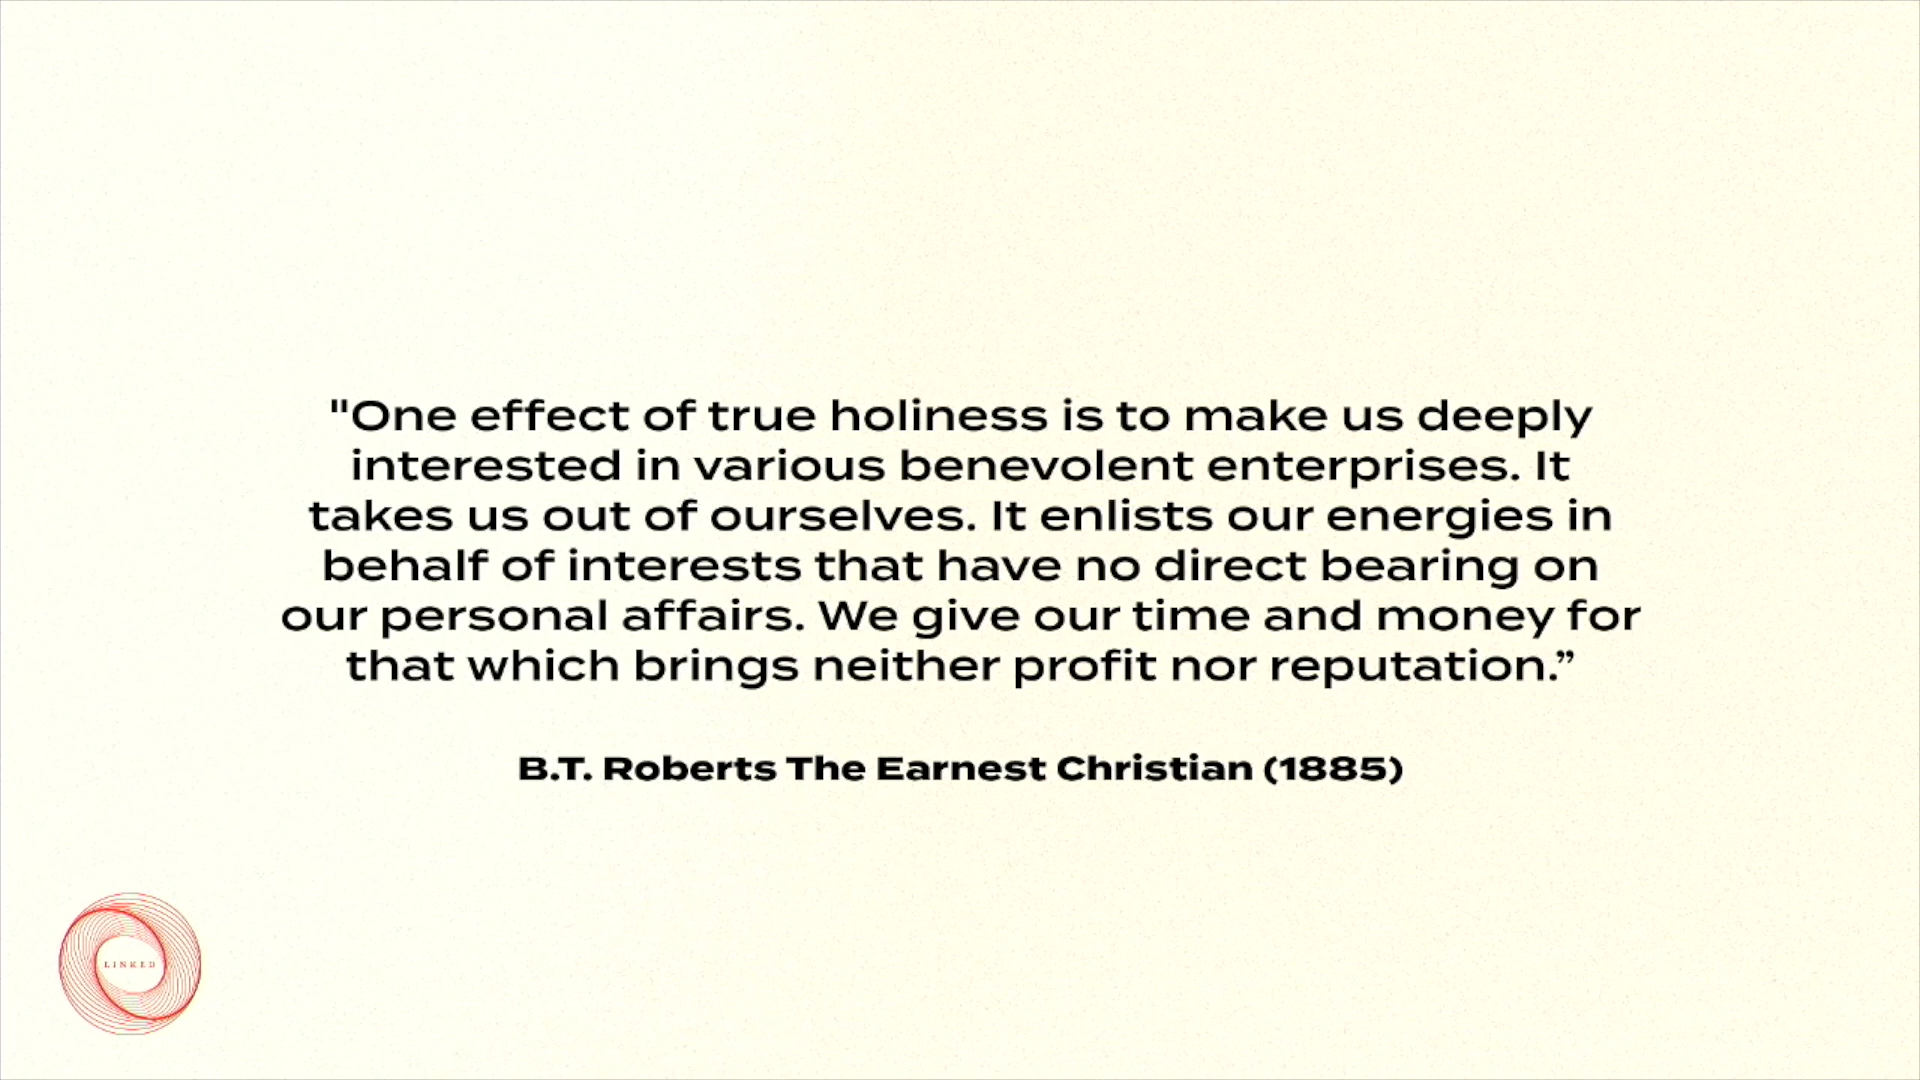 "One effect of true holiness is to make us deeply
interested in various benevolent enterprises. It
takes us out of ourselves. It enlists our energies in
behalf of interests that have no direct bearing on
our personal affairs. We give our time and money for
that which brings neither profit nor reputation.”
B.T. Roberts The Earnest Christian (1885)
LINKED